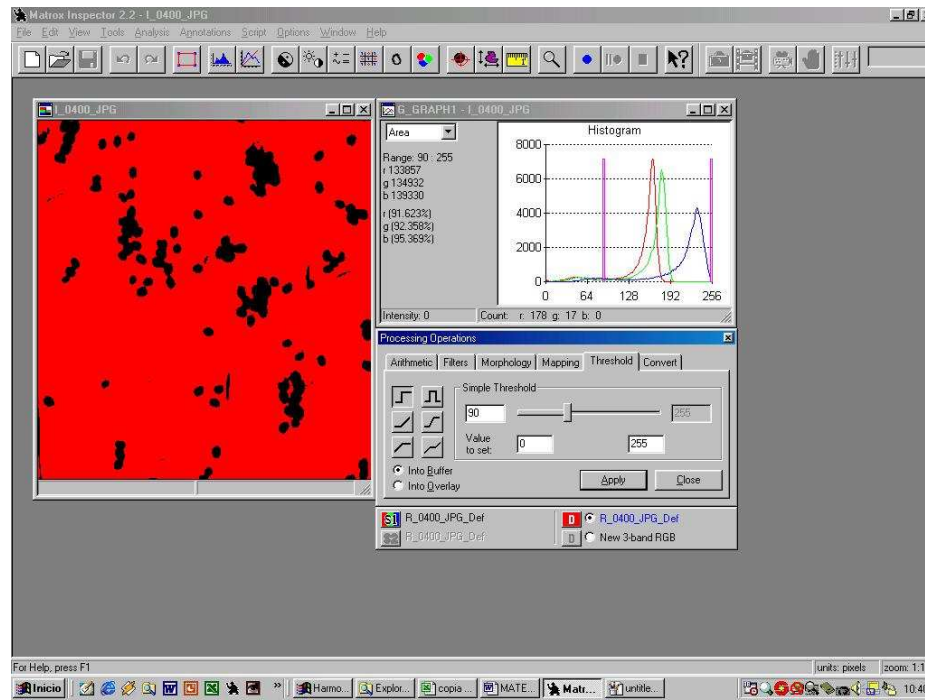 Matrox Inspector 2.2 - I_0400_JPG
File Edit View Tools Analysis Annotations Script Options Window Help
I_0400_JPG
G_GRAPH1 - I_0400_JPG
Area
Range: 90 : 255
r 133857
g 134932
b 139330
r (91.623%)
g (92.358%)
b (95.369%)
Histogram
8000
6000
4000
2000
0
0 64 128 192 256
Intensity: 0 Count: r: 178 g: 17 b: 0
Processing Operations
Arithmetic Filters Morphology Mapping Threshold Convert
Simple Threshold
90 255
Value to set: 0 255
Into Buffer
Into Overlay
Apply Close
S1 R_0400_JPG_Def D R_0400_JPG_Def
S2 R_0400_JPG_Def D New 3-band RGB
For Help, press F1 units: pixels zoom: 1:1
Inicio » Harmo... Explor... copia ... MATE... Matr... untitle... 10:40